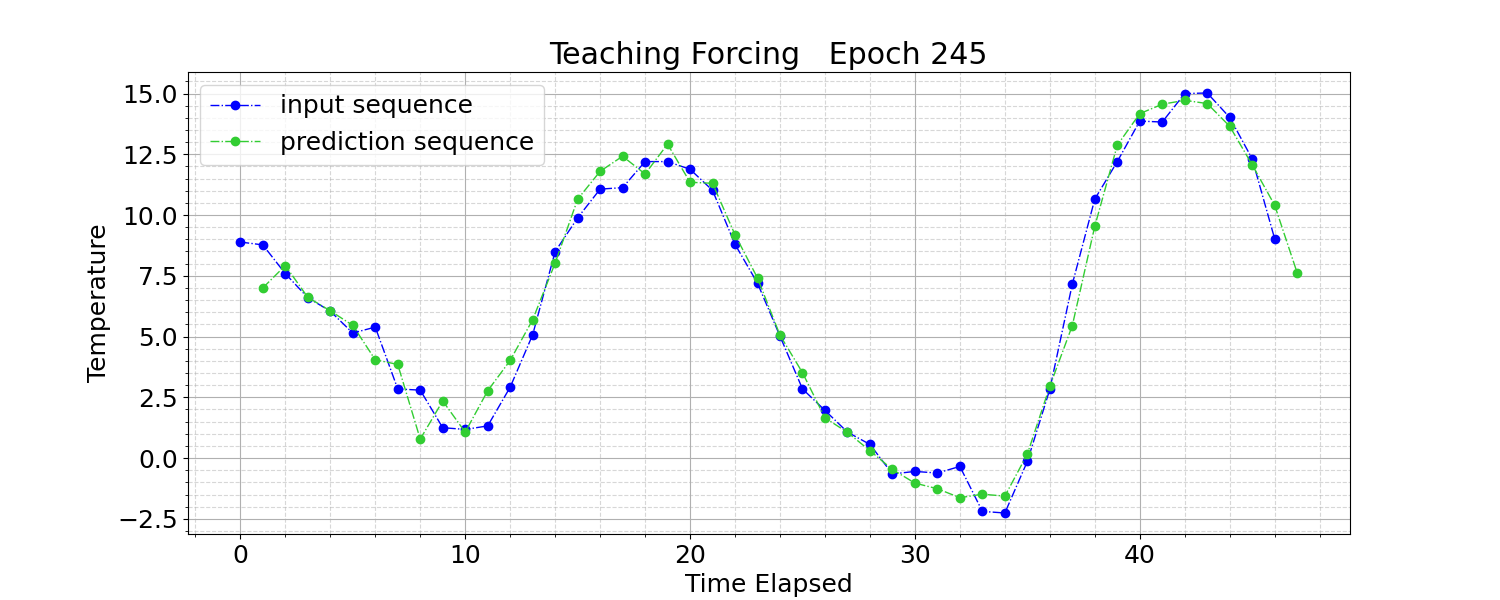 Teaching Forcing   Epoch 245
input sequence
prediction sequence
Temperature
15.0
12.5
10.0
7.5
5.0
2.5
0.0
−2.5
0 10 20 30 40
Time Elapsed